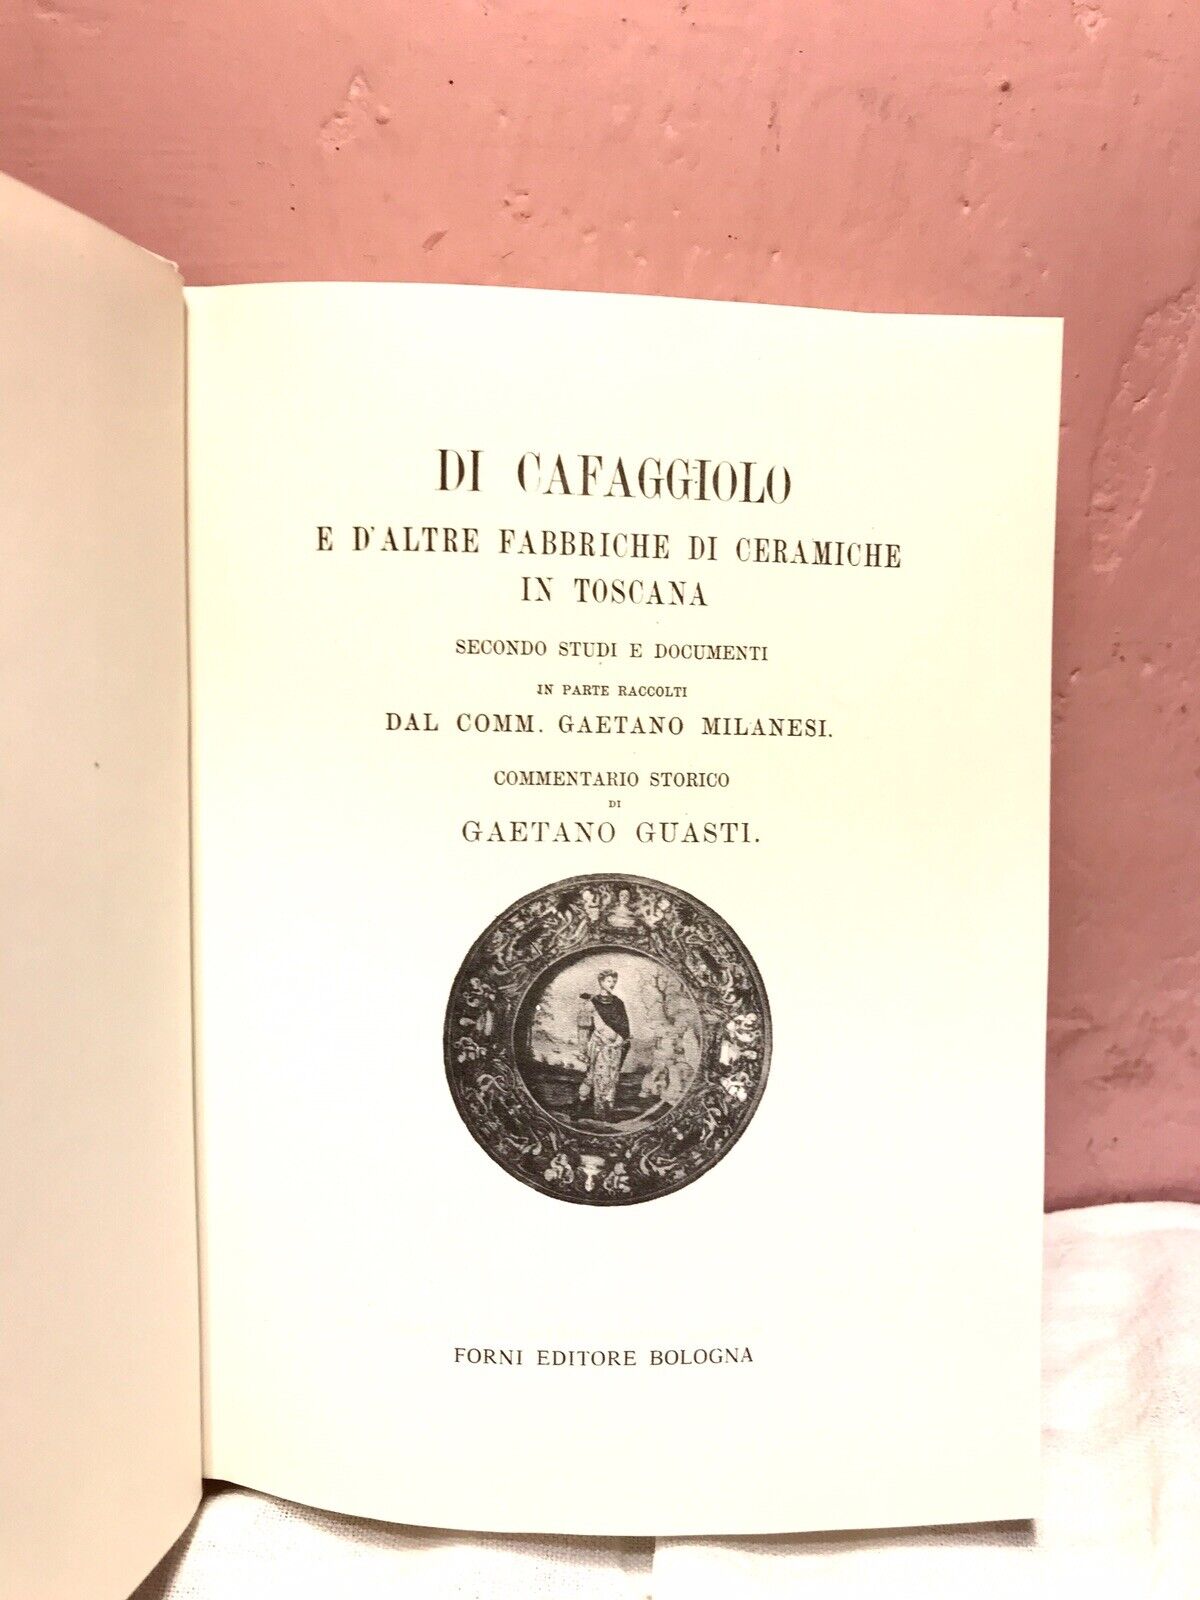 DI CAFAGGIOLO
E D'ALTRE FABBRICHE DI CERAMICHE
IN TOSCANA
SECONDO STUDI E DOCUMENTI
IN PARTE RACCOLTI
DAL COMM. GAETANO MILANESI.
COMMENTARIO STORICO
DI
GAETANO GUASTI.
FORNI EDITORE BOLOGNA